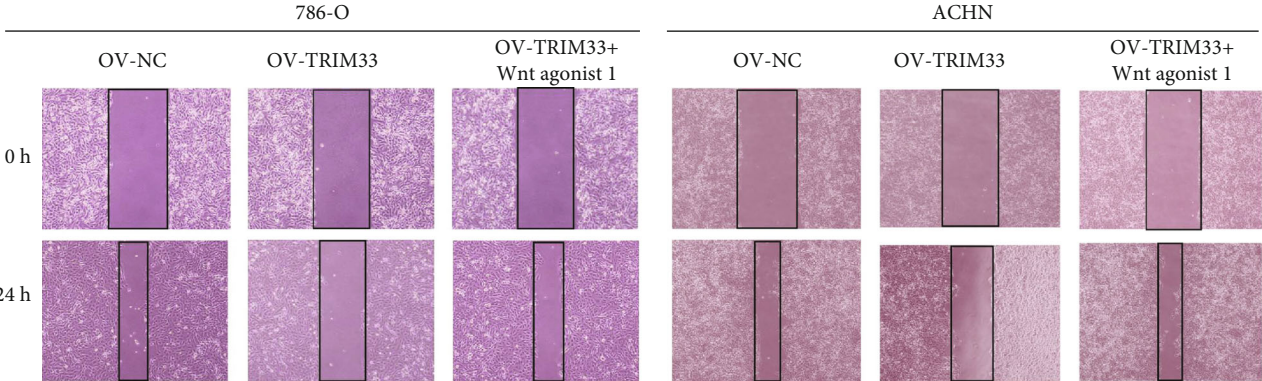 786-O
ACHN
OV-NC
OV-TRIM33
OV-TRIM33+
Wnt agonist 1
OV-NC
OV-TRIM33
OV-TRIM33+
Wnt agonist 1
0 h
24 h